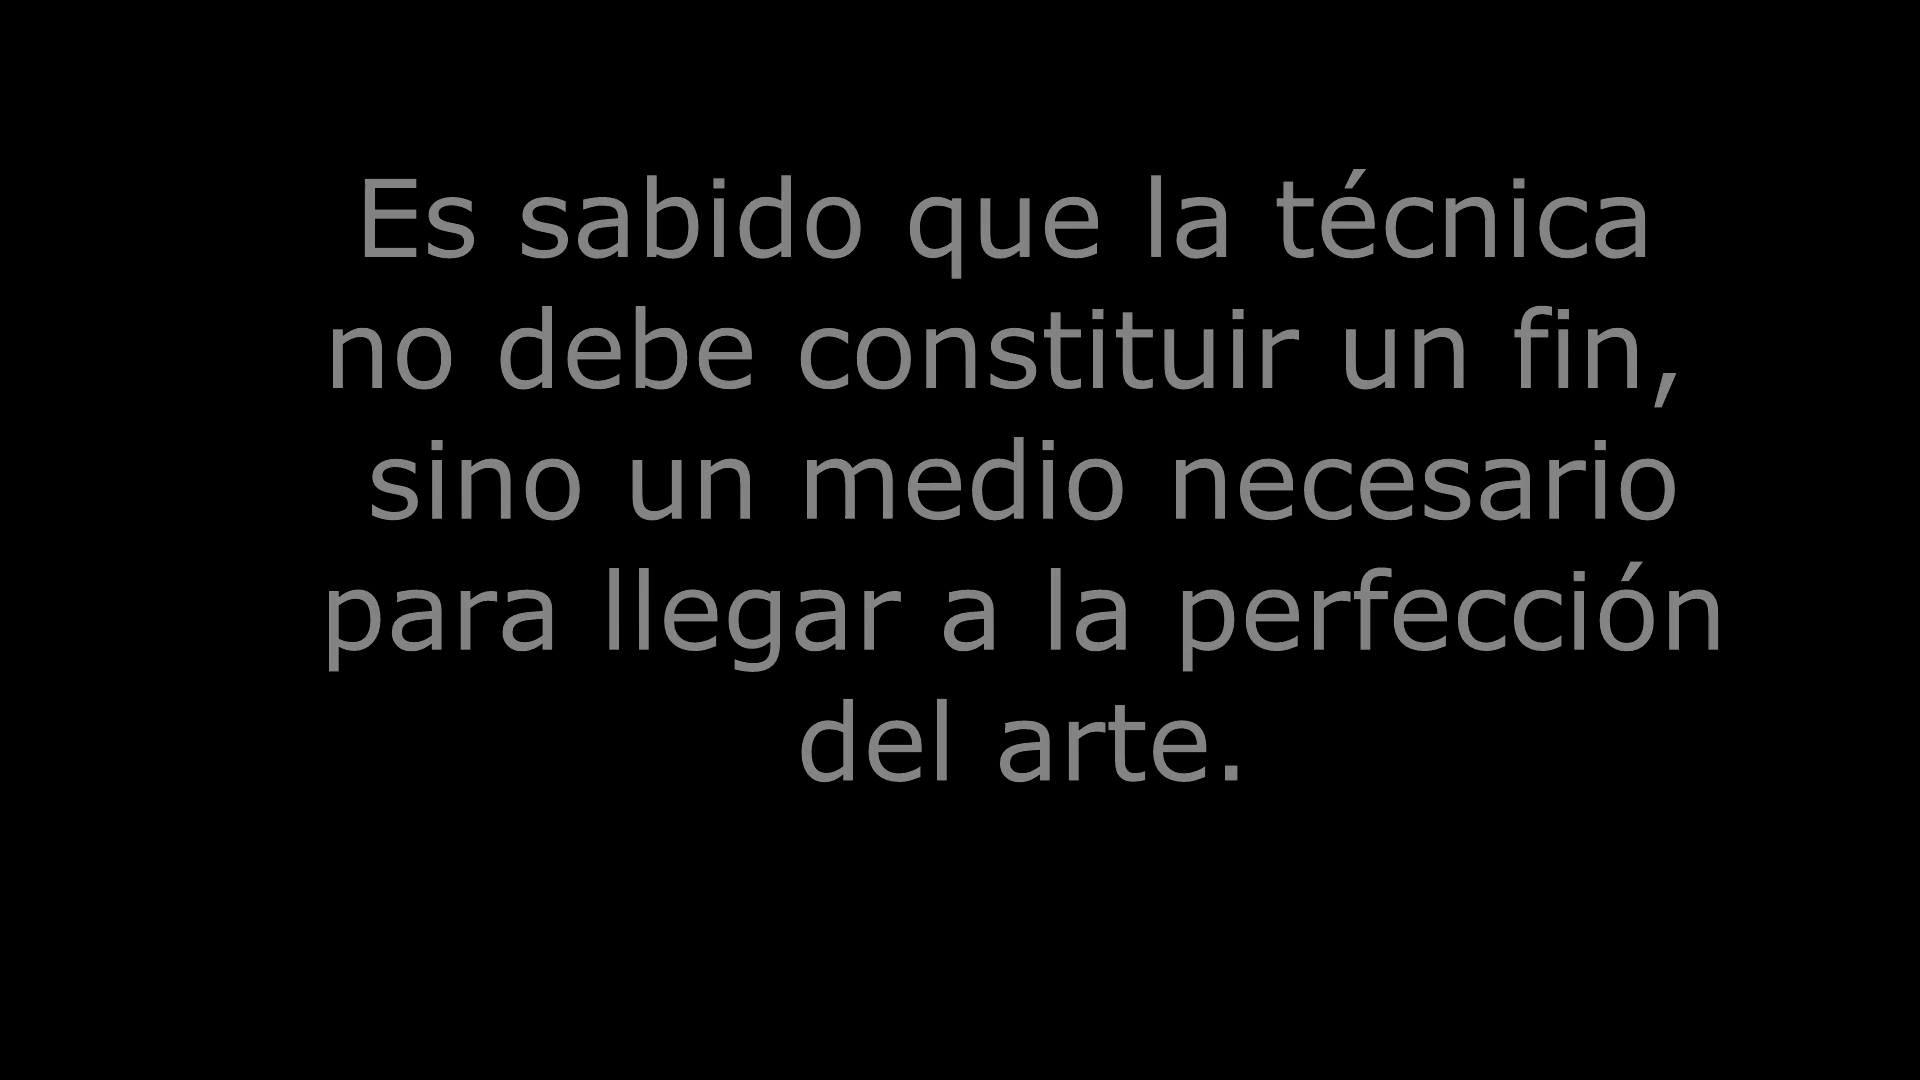 Es sabido que la técnica
no debe constituir un fin,
sino un medio necesario
para llegar a la perfección
del arte.